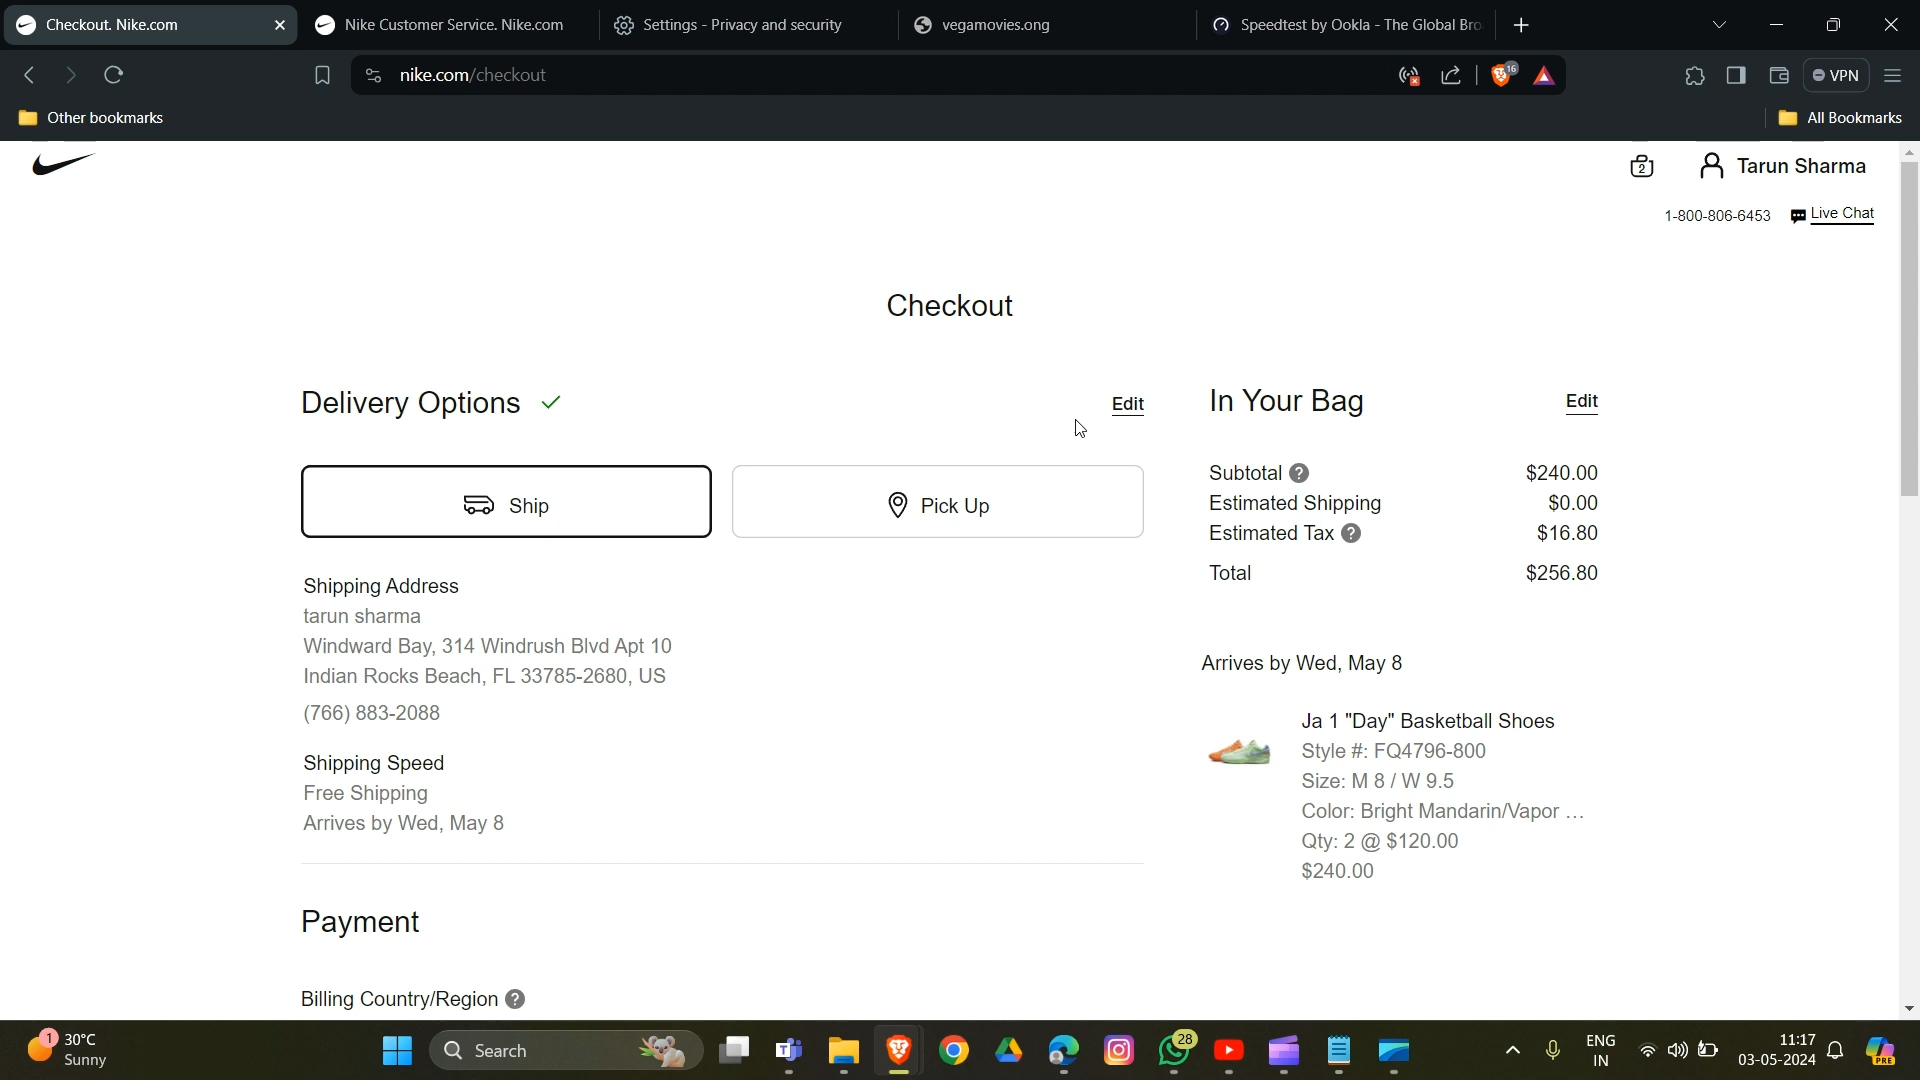 Checkout. Nike.com
Nike Customer Service. Nike.com
Settings - Privacy and security
vegamovies.ong
Speedtest by Ookla - The Global Bro
nike.com/checkout
16
VPN
Other bookmarks
All Bookmarks
2
Tarun Sharma
1-800-806-6453
Live Chat
Checkout
Delivery Options
Edit
Ship
Pick Up
Shipping Address
tarun sharma
Windward Bay, 314 Windrush Blvd Apt 10
Indian Rocks Beach, FL 33785-2680, US
(766) 883-2088
Shipping Speed
Free Shipping
Arrives by Wed, May 8
Payment
Billing Country/Region ?
In Your Bag
Edit
Subtotal ? $240.00
Estimated Shipping $0.00
Estimated Tax ? $16.80
Total $256.80
Arrives by Wed, May 8
Ja 1 "Day" Basketball Shoes
Style #: FQ4796-800
Size: M 8 / W 9.5
Color: Bright Mandarin/Vapor ...
Qty: 2 @ $120.00
$240.00
1
30°C
Sunny
Search
28
ENG
IN
11:17
03-05-2024
PRE